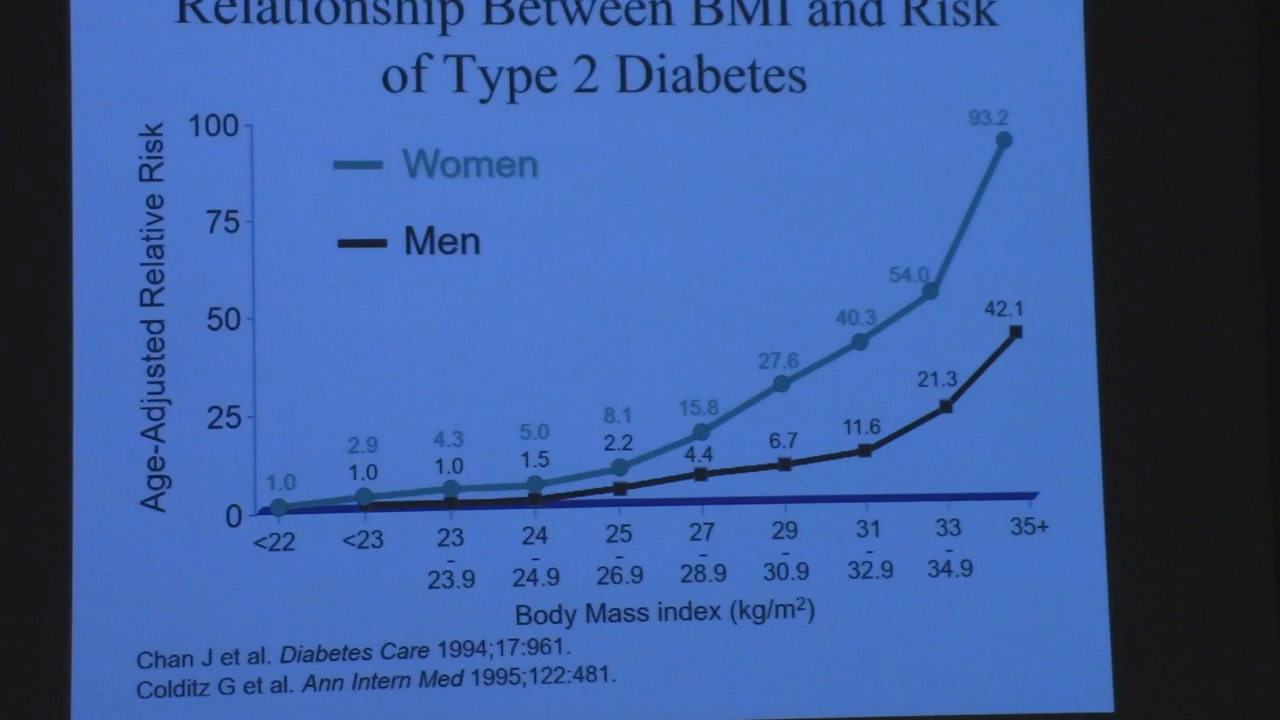 Relationship Between BMI and Risk
of Type 2 Diabetes
Age-Adjusted Relative Risk
100
75
50
25
0
Women
Men
1.0
2.9
4.3
5.0
8.1
15.8
27.6
40.3
54.0
93.2
1.0
1.0
1.5
2.2
4.4
6.7
11.6
21.3
42.1
<22 <23 23 24 25 27 29 31 33 35+
- - - - - - -
23.9 24.9 26.9 28.9 30.9 32.9 34.9
Body Mass index (kg/m²)
Chan J et al. Diabetes Care 1994;17:961.
Colditz G et al. Ann Intern Med 1995;122:481.